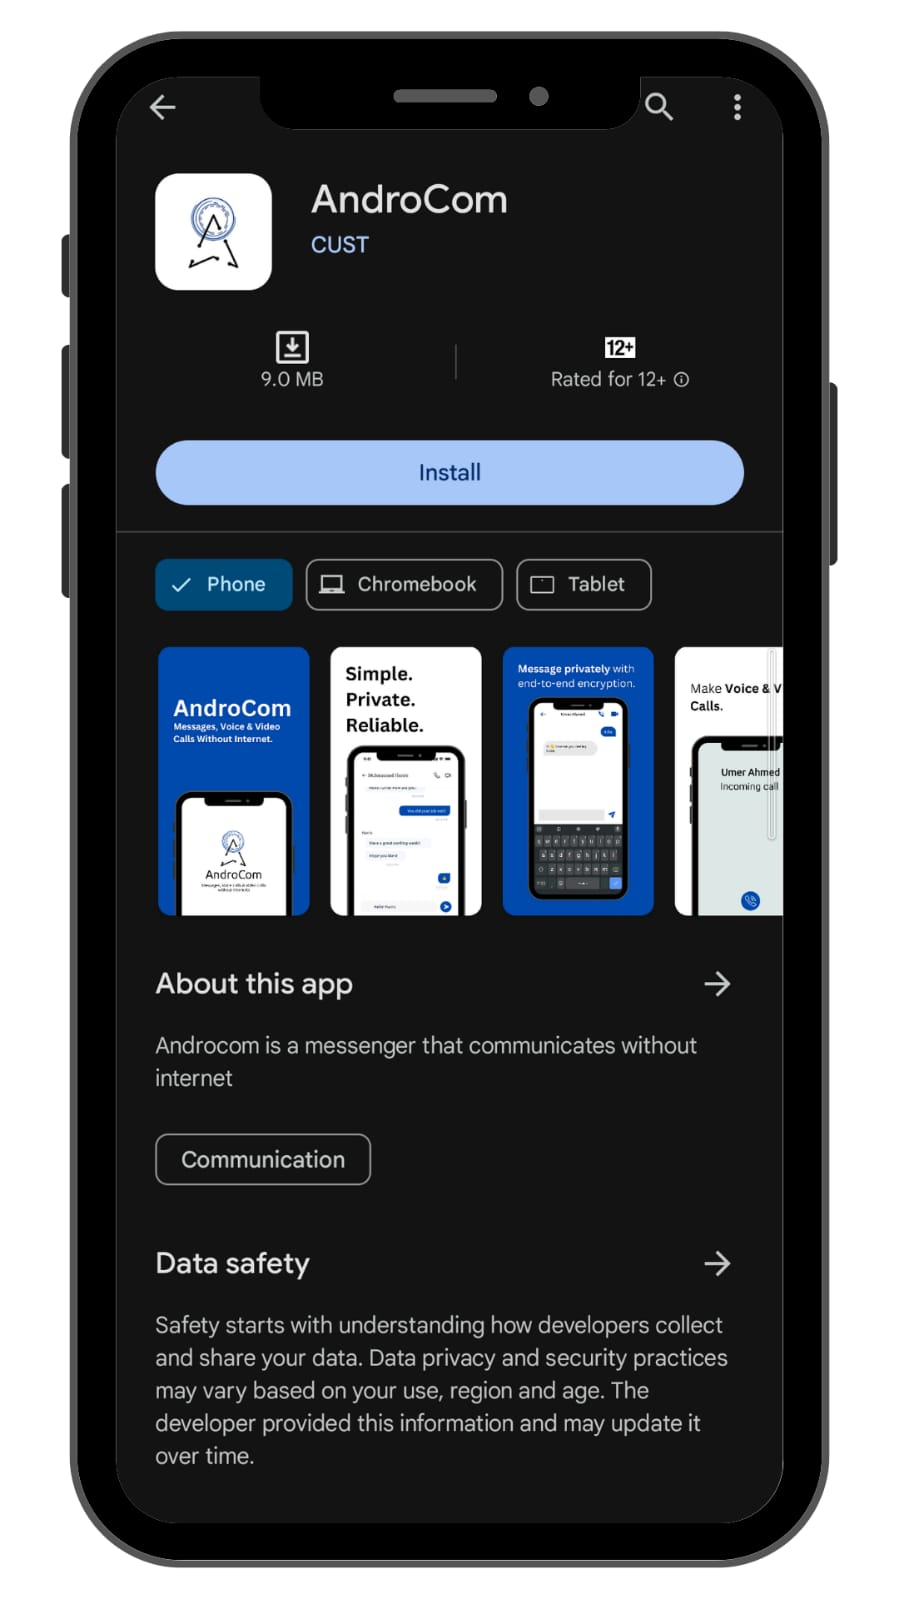 AndroCom
CUST
12+
9.0 MB
Rated for 12+
Install
Phone
Chromebook
Tablet
AndroCom
Messages, Voice & Video
Calls Without Internet.
AndroCom
Simple.
Private.
Reliable.
Message privately with
end-to-end encryption.
Make Voice & V
Calls.
Umer Ahmed
Incoming call
About this app
Androcom is a messenger that communicates without
internet
Communication
Data safety
Safety starts with understanding how developers collect
and share your data. Data privacy and security practices
may vary based on your use, region and age. The
developer provided this information and may update it
over time.